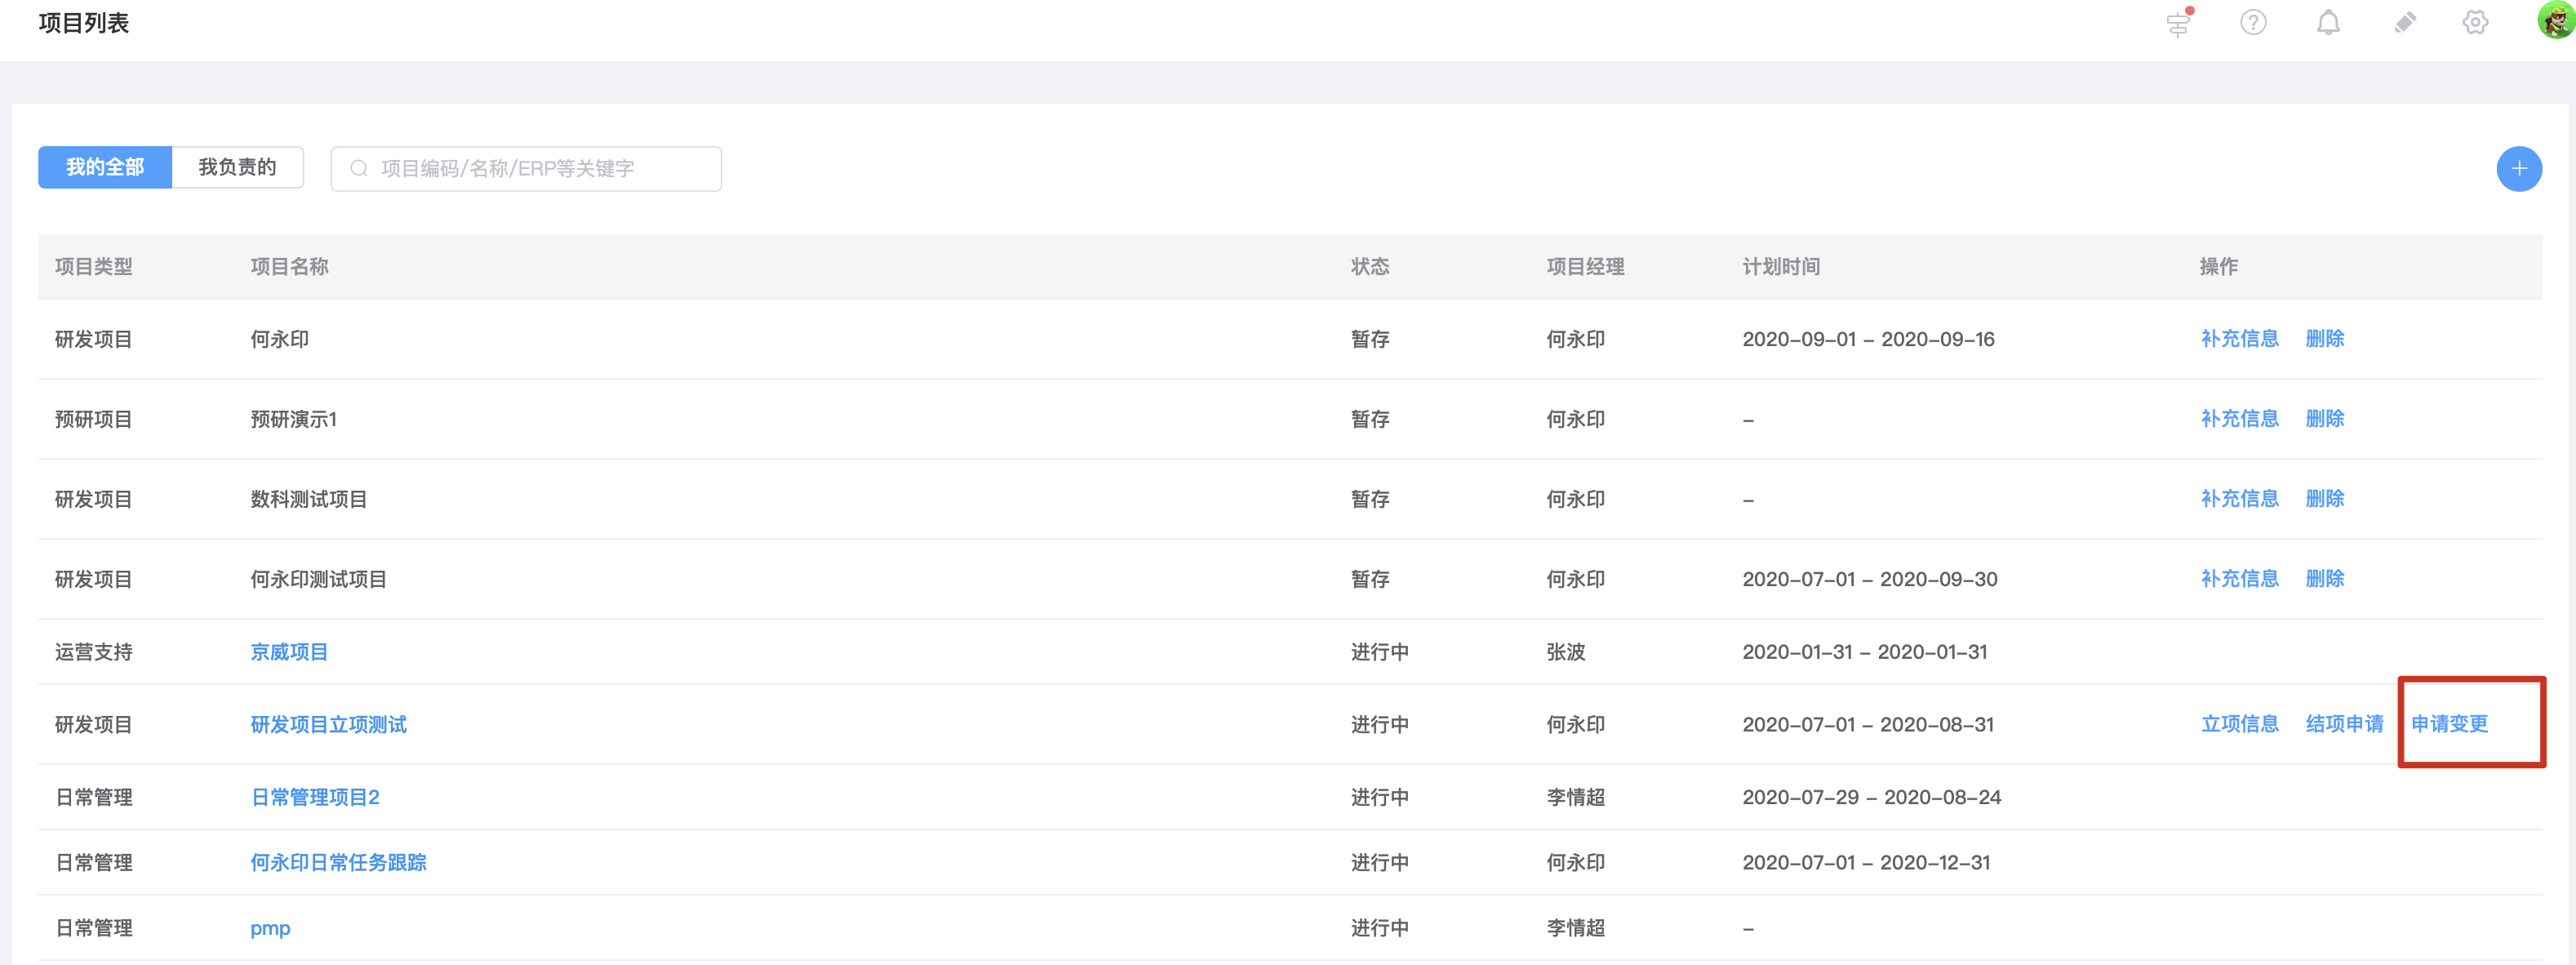 项目列表
我的全部 我负责的 项目编码/名称/ERP等关键字
项目类型 项目名称 状态 项目经理 计划时间 操作
研发项目 何永印 暂存 何永印 2020-09-01 - 2020-09-16 补充信息 删除
预研项目 预研演示1 暂存 何永印 - 补充信息 删除
研发项目 数科测试项目 暂存 何永印 - 补充信息 删除
研发项目 何永印测试项目 暂存 何永印 2020-07-01 - 2020-09-30 补充信息 删除
运营支持 京威项目 进行中 张波 2020-01-31 - 2020-01-31
研发项目 研发项目立项测试 进行中 何永印 2020-07-01 - 2020-08-31 立项信息 结项申请 申请变更
日常管理 日常管理项目2 进行中 李情超 2020-07-29 - 2020-08-24
日常管理 何永印日常任务跟踪 进行中 何永印 2020-07-01 - 2020-12-31
日常管理 pmp 进行中 李情超 -